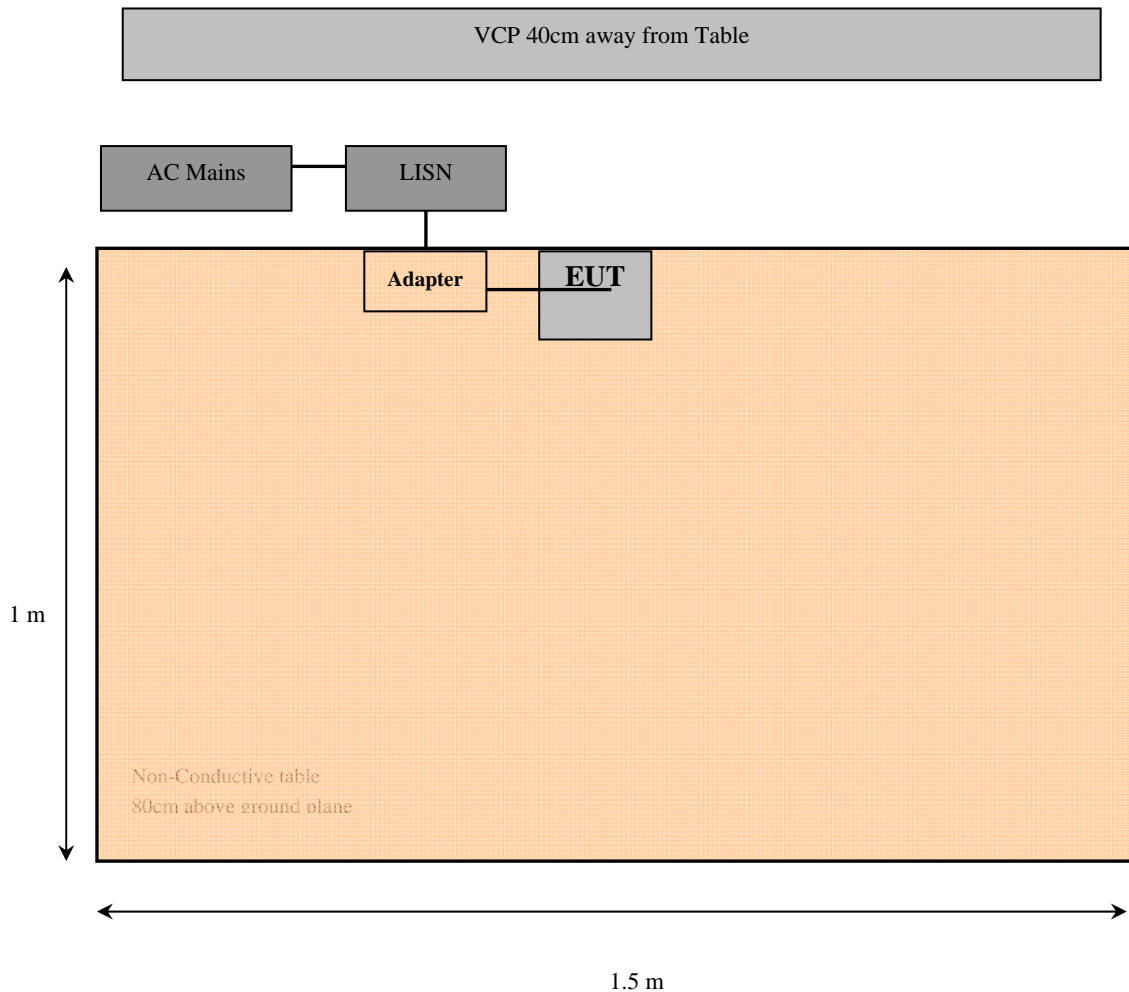 VCP 40cm away from Table
AC Mains
LISN
Adapter
EUT
1 m
Non-Conductive table
80cm above ground plane
1.5 m